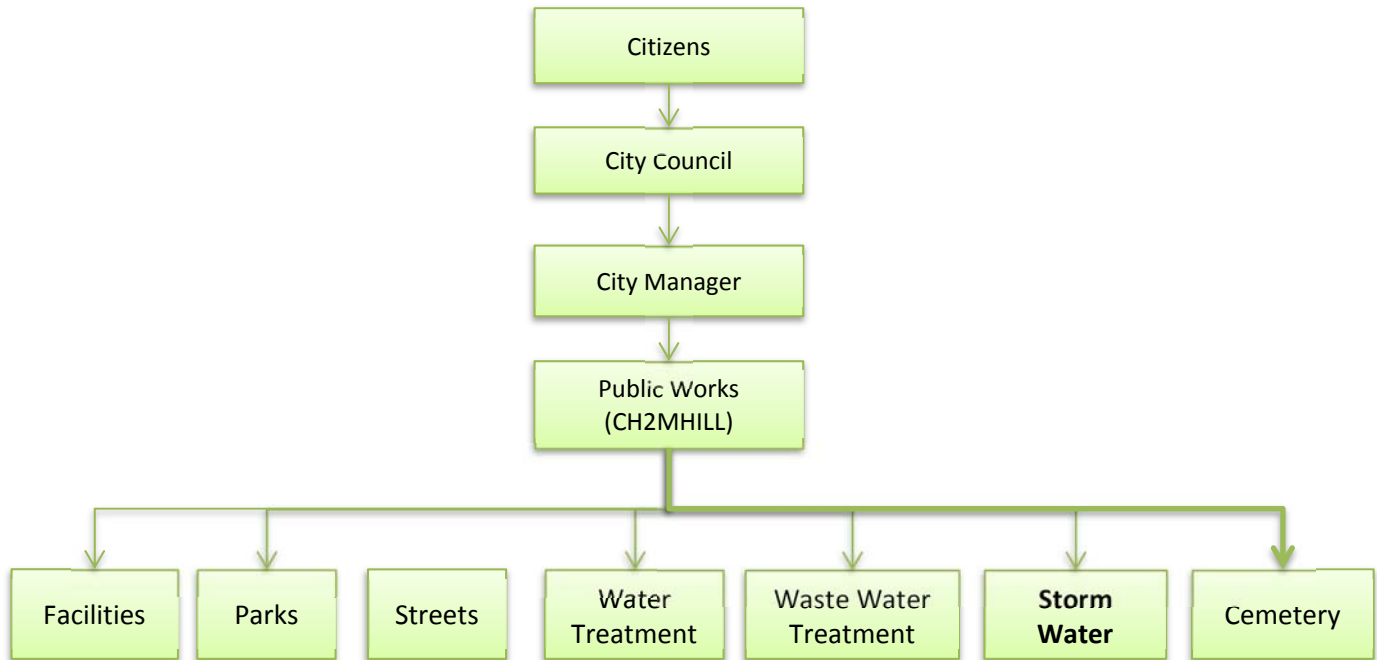 Citizens
City Council
City Manager
Public Works
(CH2MHILL)
Facilities
Parks
Streets
Water
Treatment
Waste Water
Treatment
Storm
Water
Cemetery